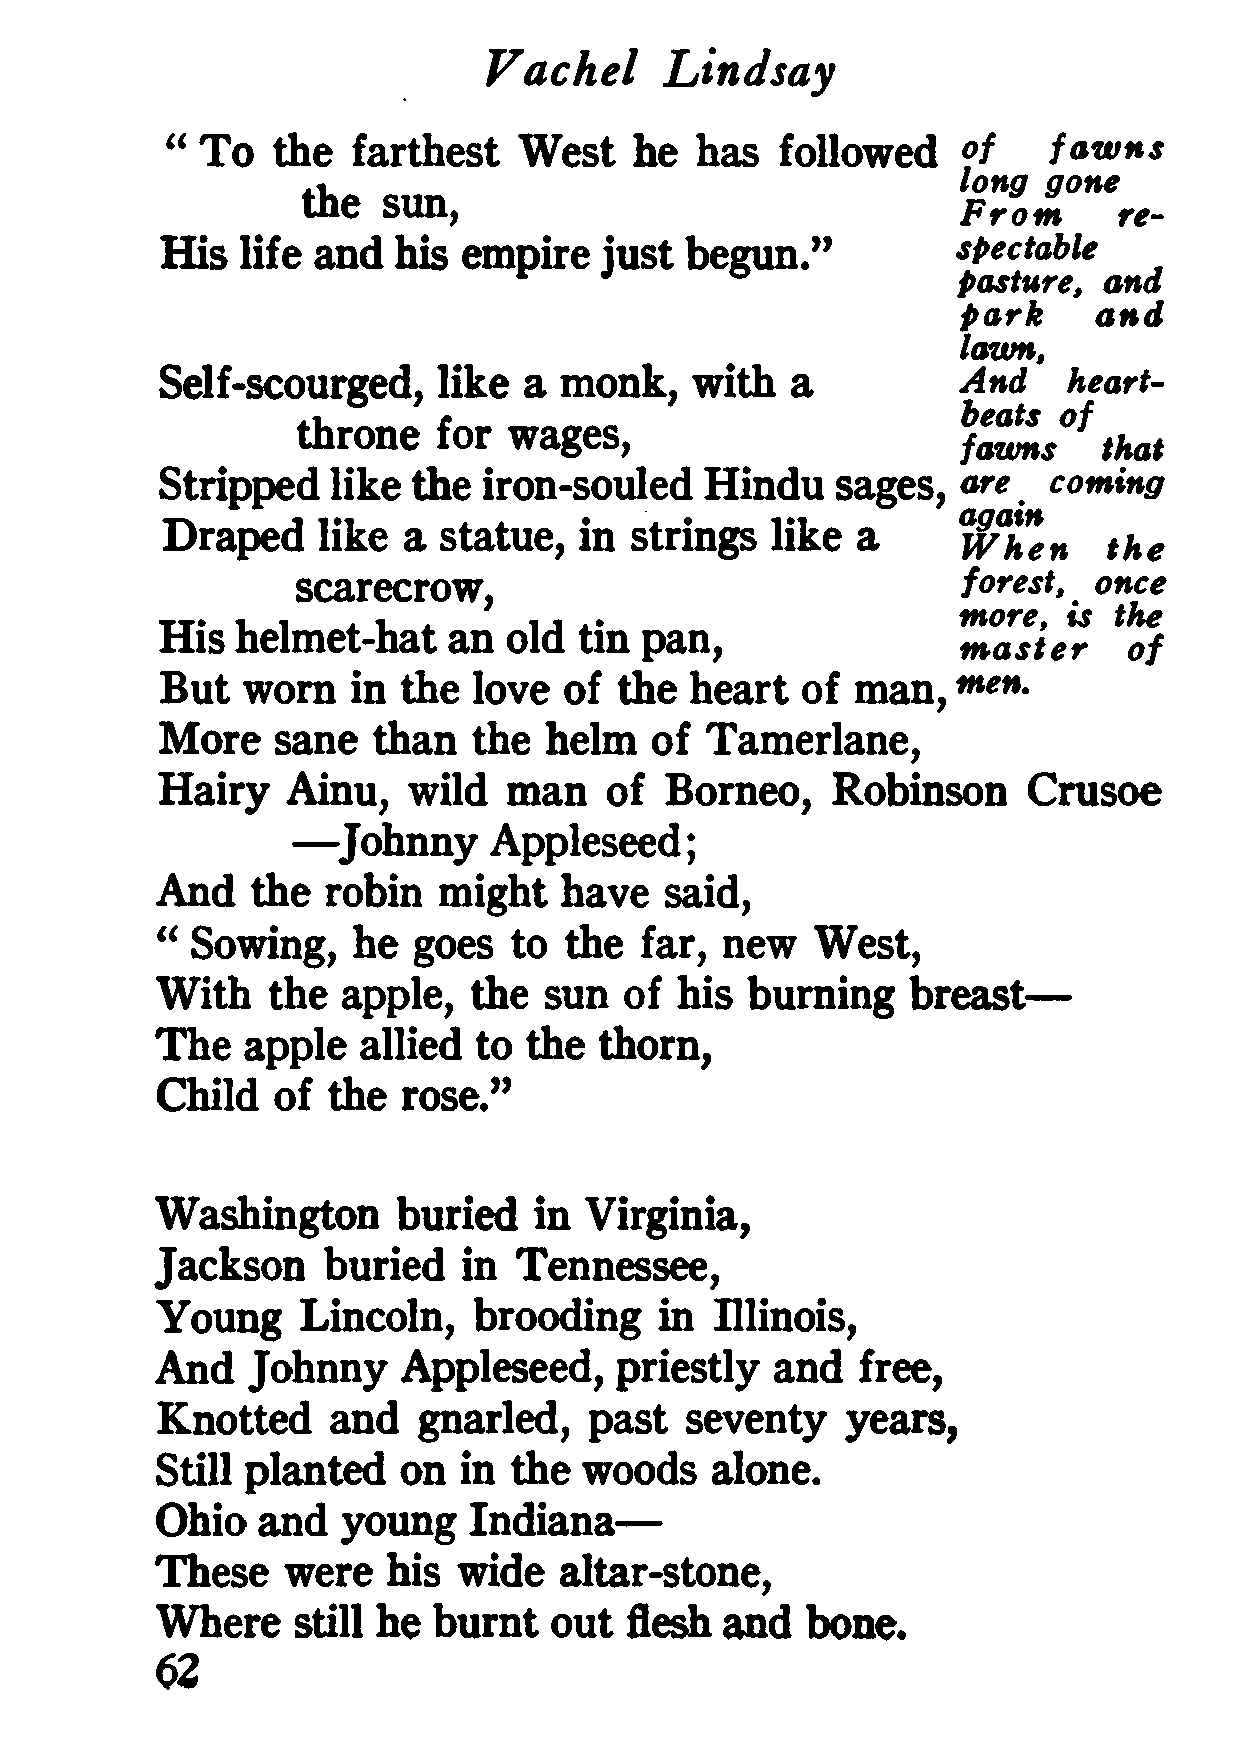 Vachel Lindsay
“ To the farthest West he has followed
the sun,
His life and his empire just begun.”
Self-scourged, like a monk, with a
throne for wages,
Stripped like the iron-souled Hindu sages,
Draped like a statue, in strings like a
scarecrow,
His helmet-hat an old tin pan,
But worn in the love of the heart of man,
More sane than the helm of Tamerlane,
Hairy Ainu, wild man of Borneo, Robinson Crusoe
—Johnny Appleseed;
And the robin might have said,
“ Sowing, he goes to the far, new West,
With the apple, the sun of his burning breast—
The apple allied to the thorn,
Child of the rose.”
of fawns
long gone
From re-
spectable
pasture, and
park and
lawn,
And heart-
beats of
fawns that
are coming
again
When the
forest, once
more, is the
master of
men.
Washington buried in Virginia,
Jackson buried in Tennessee,
Young Lincoln, brooding in Illinois,
And Johnny Appleseed, priestly and free,
Knotted and gnarled, past seventy years,
Still planted on in the woods alone.
Ohio and young Indiana—
These were his wide altar-stone,
Where still he burnt out flesh and bone.
62